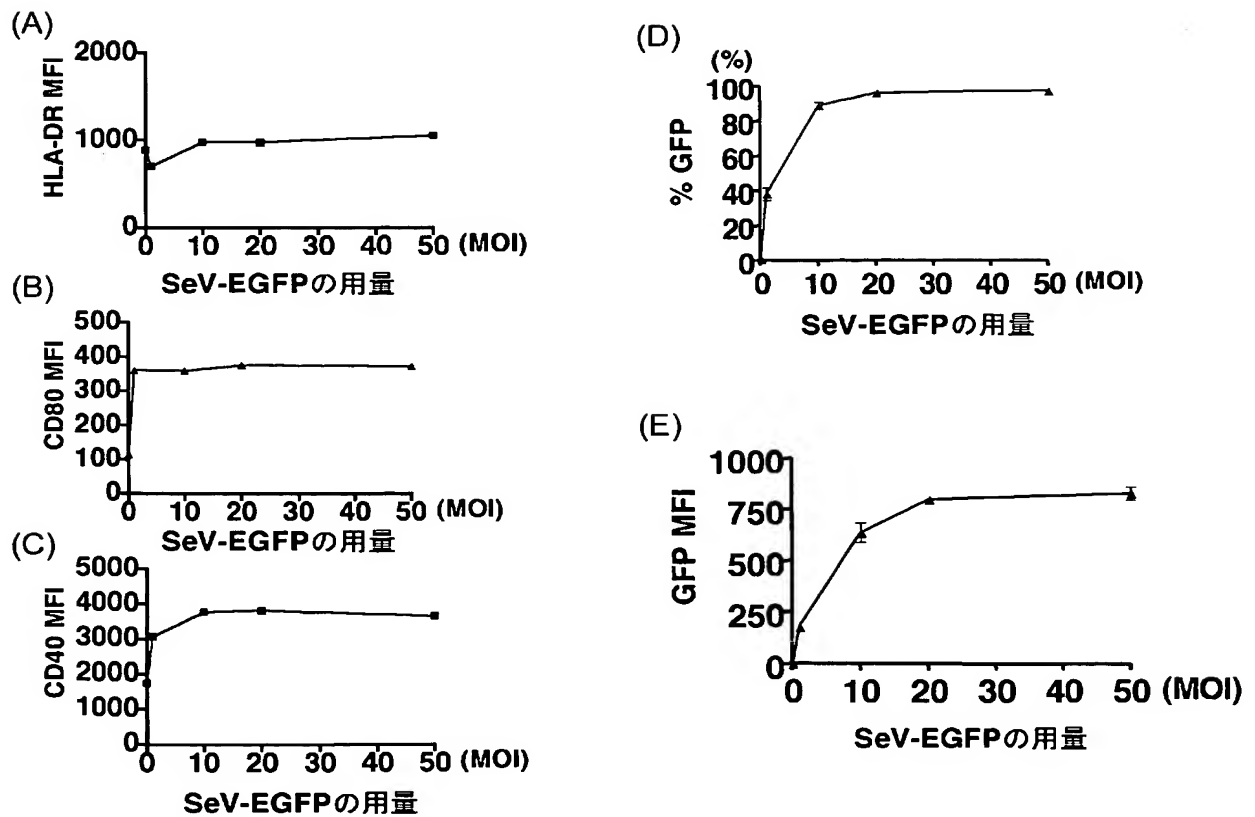 (A)
HLA-DR MFI
2000
1000
0
0 10 20 30 40 50 (MOI)
SeV-EGFPの用量
(B)
CD80 MFI
500
400
300
200
100
0
0 10 20 30 40 50 (MOI)
SeV-EGFPの用量
(C)
CD40 MFI
5000
4000
3000
2000
1000
0
0 10 20 30 40 50 (MOI)
SeV-EGFPの用量
(D)
(%)
% GFP
100
80
60
40
20
0
0 10 20 30 40 50 (MOI)
SeV-EGFPの用量
(E)
GFP MFI
1000
750
500
250
0
0 10 20 30 40 50 (MOI)
SeV-EGFPの用量